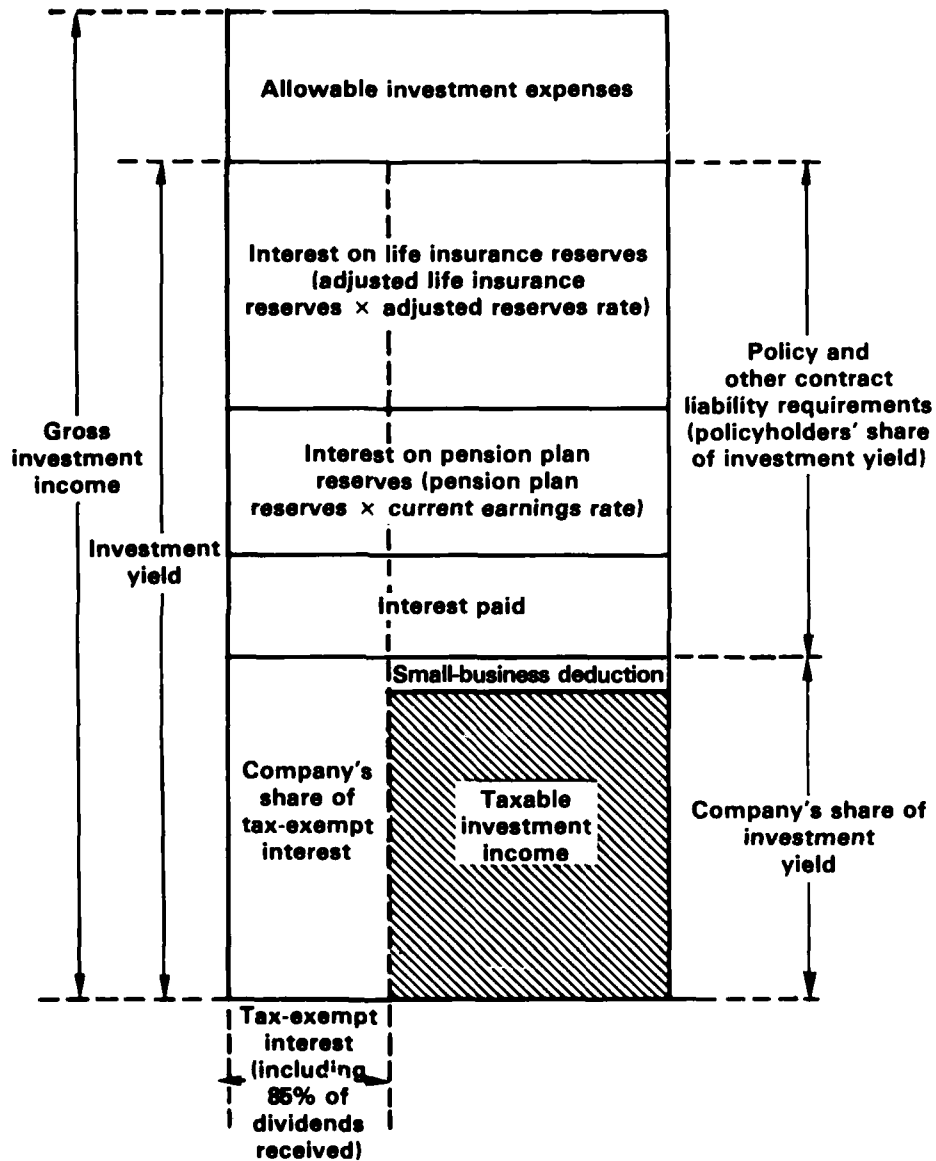 Allowable investment expenses
Interest on life insurance reserves
(adjusted life insurance
reserves × adjusted reserves rate)
Policy and
other contract
liability requirements
(policyholders' share
of investment yield)
Gross
investment
income
Interest on pension plan
reserves (pension plan
reserves × current earnings rate)
Investment
yield
Interest paid
Small-business deduction
Company's
share of
tax-exempt
interest
Taxable
investment
income
Company's share of
investment
yield
Tax-exempt
interest
(including
85% of
dividends
received)